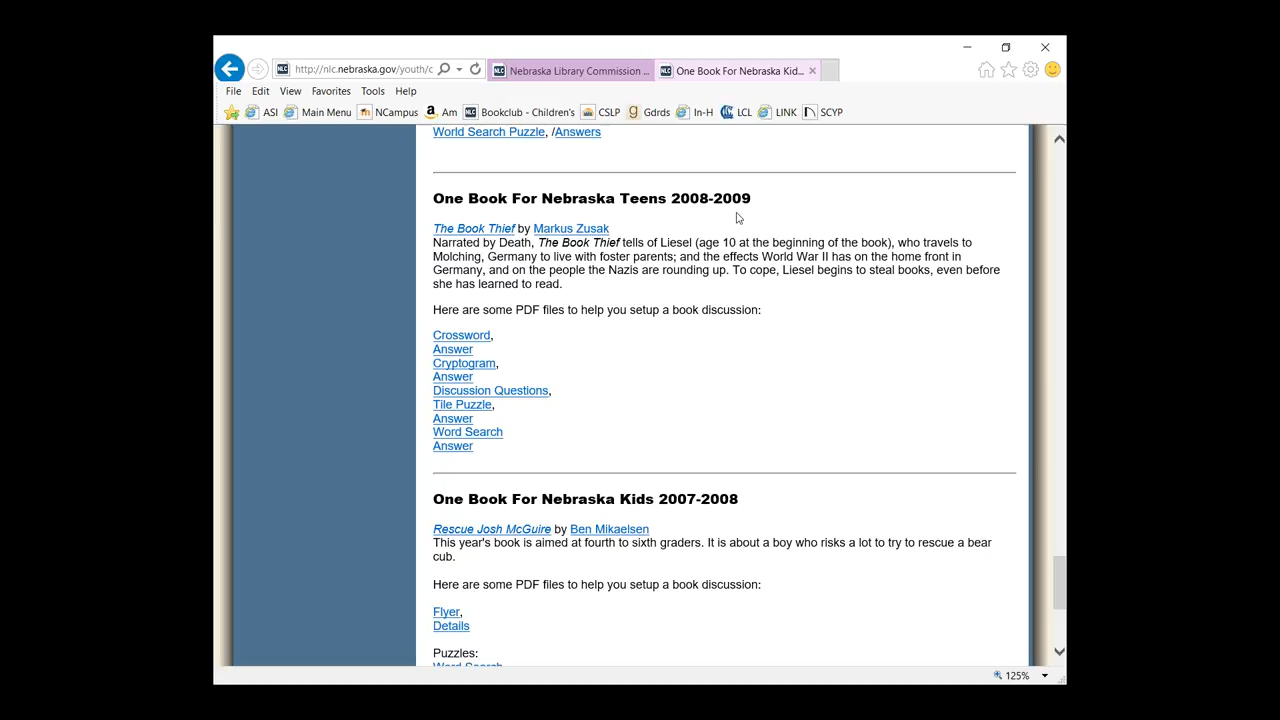 http://nlc.nebraska.gov/youth/c
NLC Nebraska Library Commission ...
NLC One Book For Nebraska Kid...
File Edit View Favorites Tools Help
ASI Main Menu NCampus Am Bookclub - Children's CSLP Gdrds In-H LCL LINK SCYP
World Search Puzzle, /Answers
One Book For Nebraska Teens 2008-2009
The Book Thief by Markus Zusak
Narrated by Death, The Book Thief tells of Liesel (age 10 at the beginning of the book), who travels to
Molching, Germany to live with foster parents; and the effects World War II has on the home front in
Germany, and on the people the Nazis are rounding up. To cope, Liesel begins to steal books, even before
she has learned to read.
Here are some PDF files to help you setup a book discussion:
Crossword,
Answer
Cryptogram,
Answer
Discussion Questions,
Tile Puzzle,
Answer
Word Search
Answer
One Book For Nebraska Kids 2007-2008
Rescue Josh McGuire by Ben Mikaelsen
This year's book is aimed at fourth to sixth graders. It is about a boy who risks a lot to try to rescue a bear
cub.
Here are some PDF files to help you setup a book discussion:
Flyer,
Details
Puzzles:
Word Search
125%